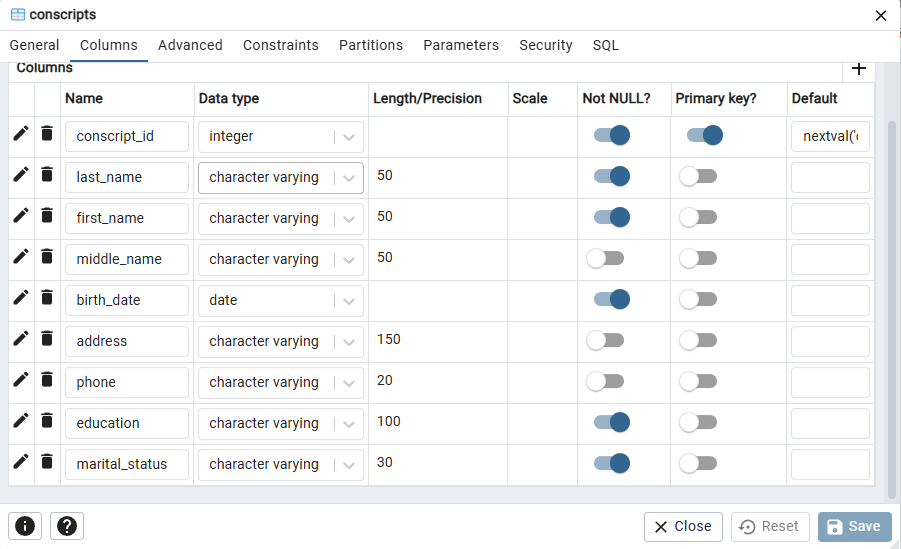 conscripts
General Columns Advanced Constraints Partitions Parameters Security SQL
Columns
Name Data type Length/Precision Scale Not NULL? Primary key? Default
conscript_id integer nextval('
last_name character varying 50
first_name character varying 50
middle_name character varying 50
birth_date date
address character varying 150
phone character varying 20
education character varying 100
marital_status character varying 30
Close Reset Save